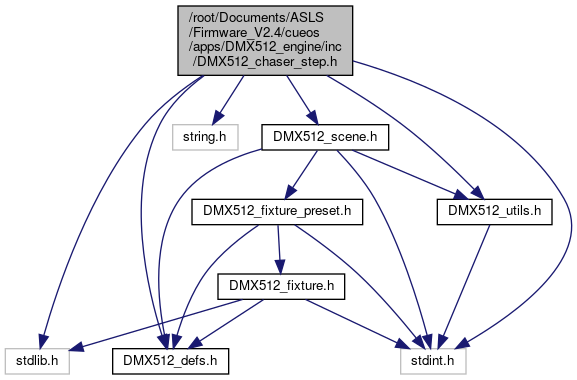 /root/Documents/ASLS
/Firmware_V2.4/cueos
/apps/DMX512_engine/inc
/DMX512_chaser_step.h
string.h
DMX512_scene.h
DMX512_fixture_preset.h
DMX512_utils.h
DMX512_fixture.h
stdlib.h
DMX512_defs.h
stdint.h